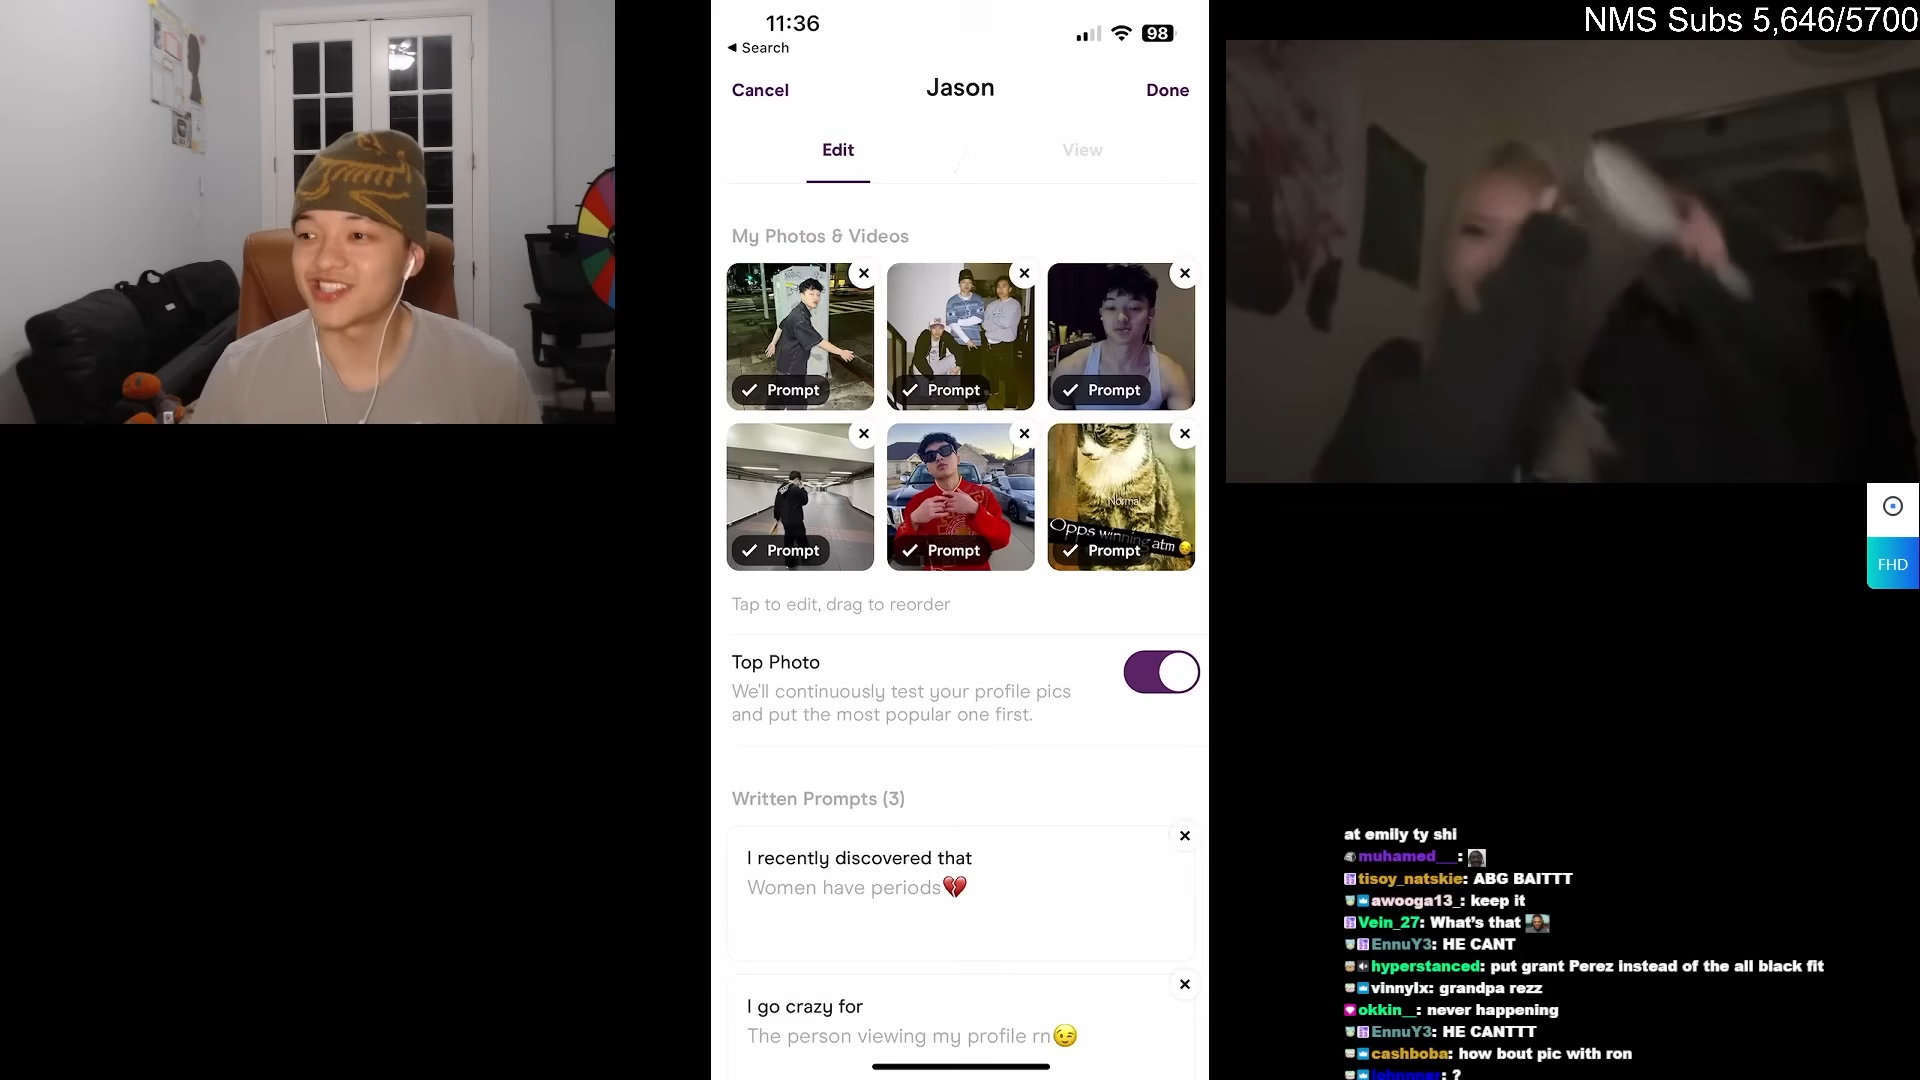 NMS Subs 5,646/5700
11:36
98
Search
Cancel
Jason
Done
Edit
View
My Photos & Videos
Prompt
Prompt
Prompt
Prompt
Prompt
Normal
Opps winning atm 😔
Prompt
Tap to edit, drag to reorder
Top Photo
We'll continuously test your profile pics
and put the most popular one first.
Written Prompts (3)
I recently discovered that
Women have periods💔
I go crazy for
The person viewing my profile rn😉
FHD
at emily ty shi
muhamed___:
tisoy_natskie: ABG BAITTT
awooga13_: keep it
Vein_27: What's that
EnnuY3: HE CANT
hyperstanced: put grant Perez instead of the all black fit
vinnylx: grandpa rezz
okkin__: never happening
EnnuY3: HE CANTTT
cashboba: how bout pic with ron
: ?